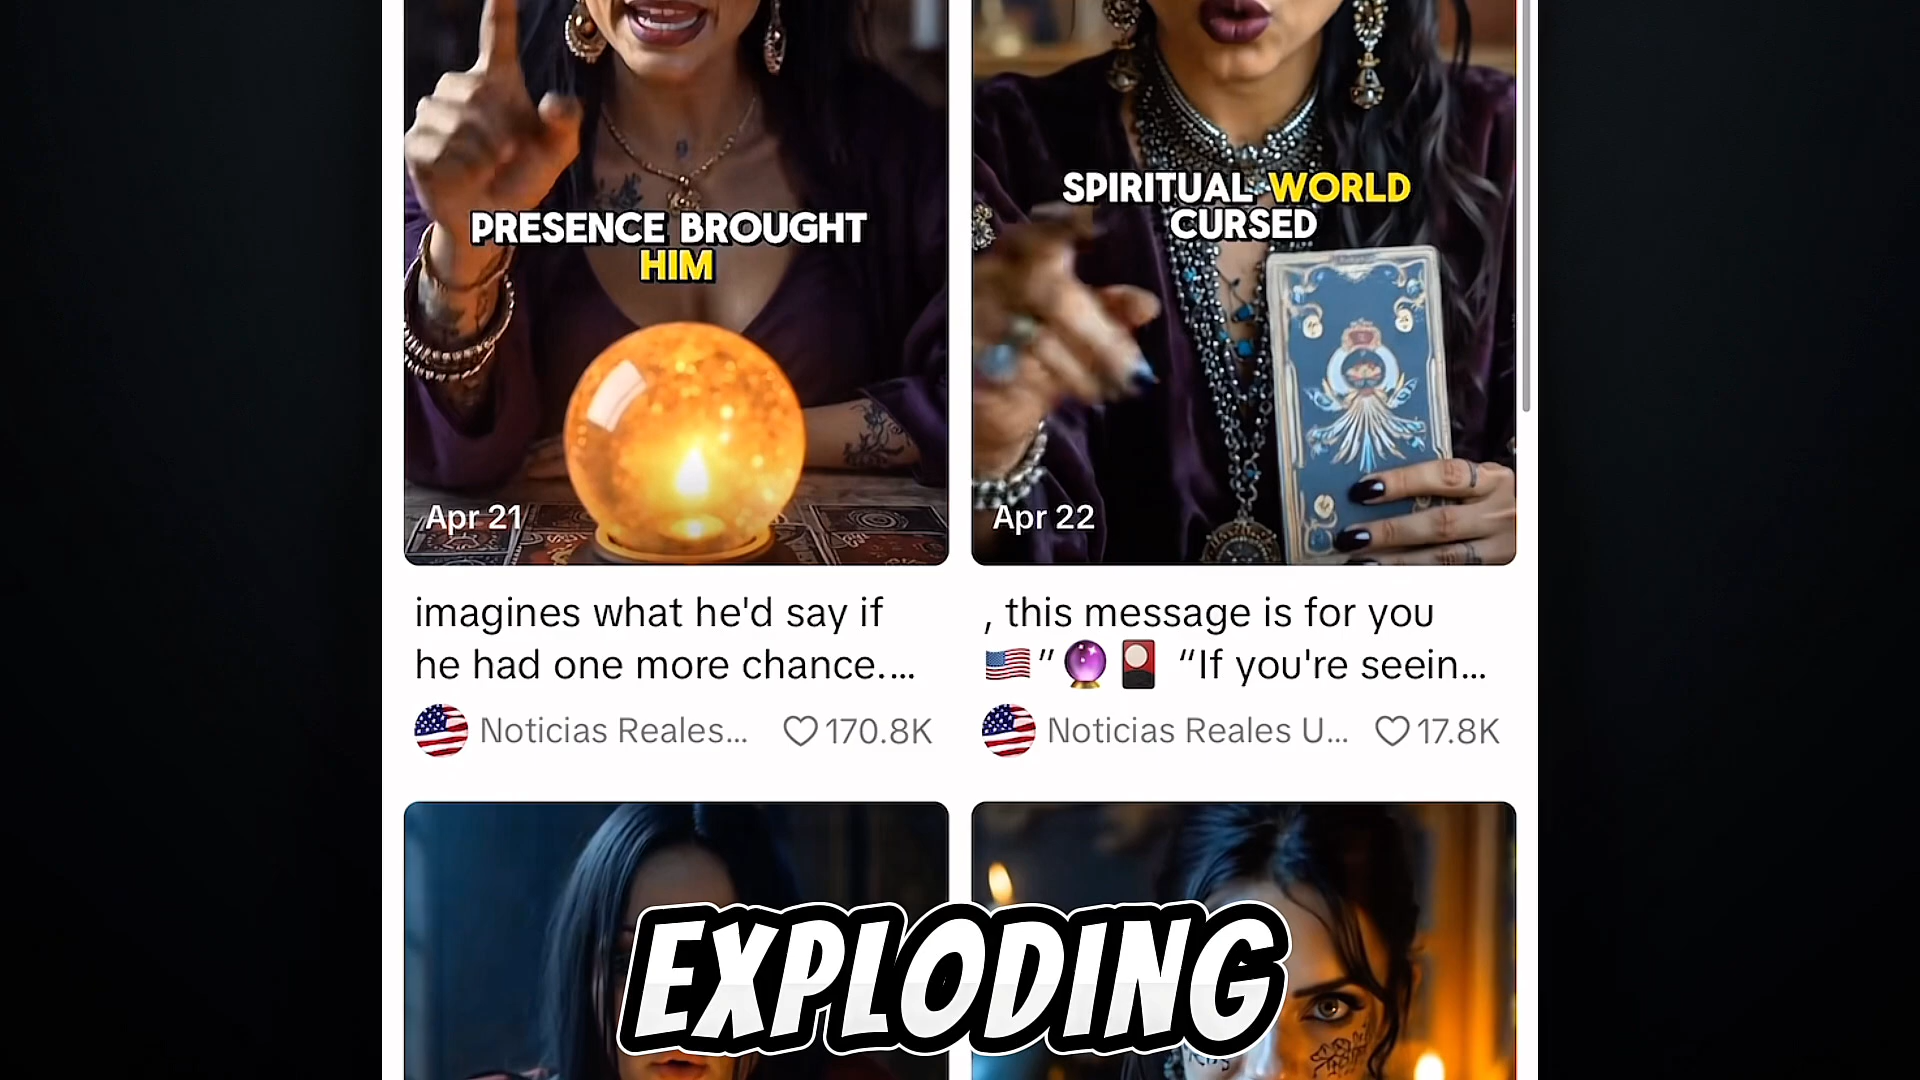 PRESENCE BROUGHT
HIM
Apr 21
imagines what he'd say if
he had one more chance....
Noticias Reales... 170.8K
SPIRITUAL WORLD
CURSED
Apr 22
, this message is for you
🇺🇸” 🔮 🎴 “If you're seein...
Noticias Reales U... 17.8K
EXPLODING